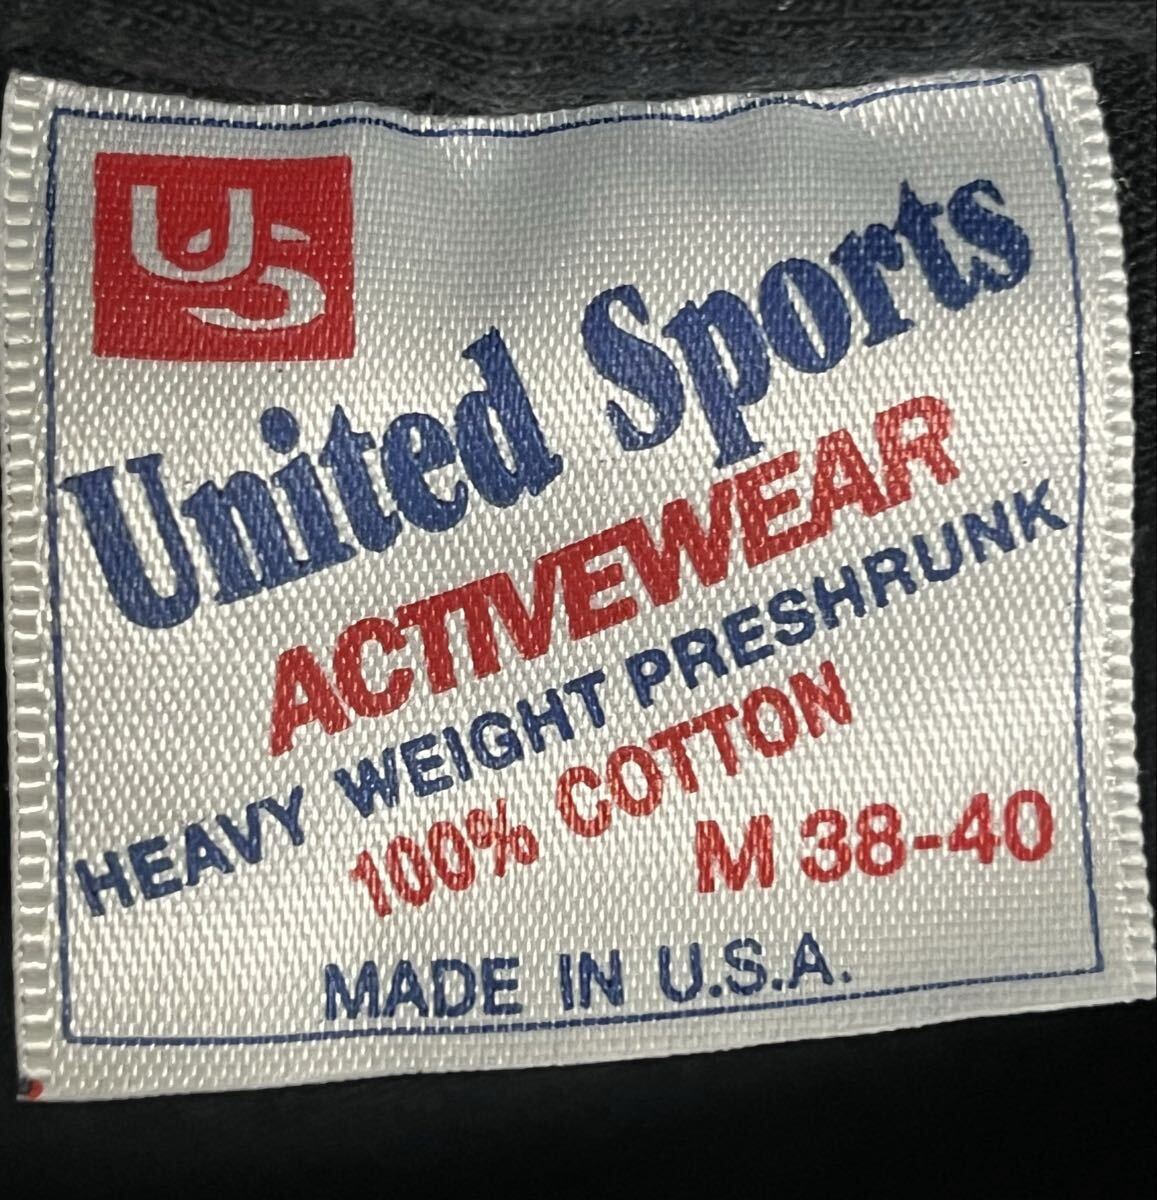 US
United Sports
ACTIVEWEAR
HEAVY WEIGHT PRESHRUNK
100% COTTON
M 38-40
MADE IN U.S.A.